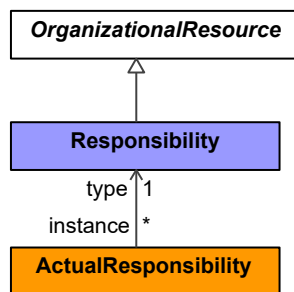 OrganizationalResource
Responsibility
type 1
instance *
ActualResponsibility